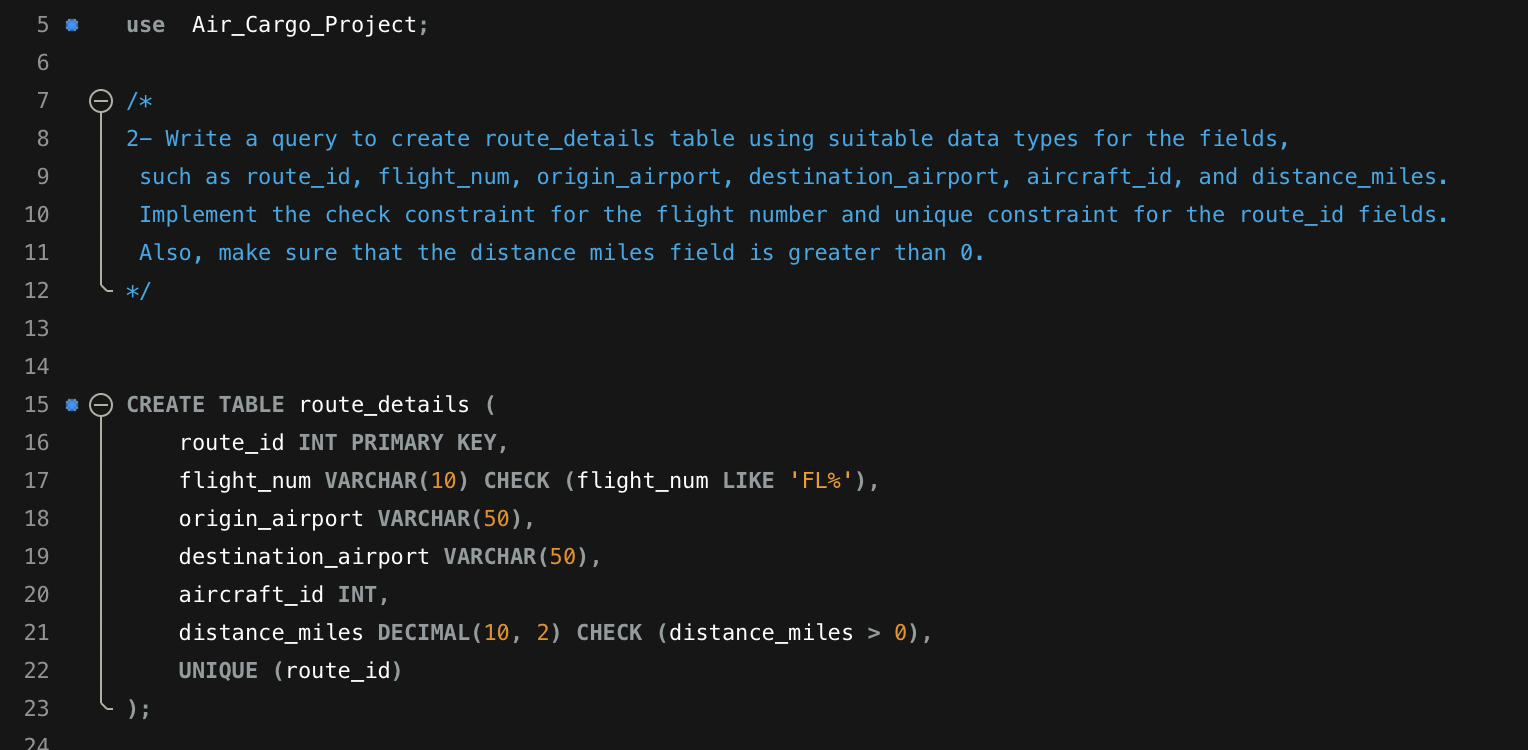 5 use  Air_Cargo_Project;
6
7 /*
8 2- Write a query to create route_details table using suitable data types for the fields,
9  such as route_id, flight_num, origin_airport, destination_airport, aircraft_id, and distance_miles.
10  Implement the check constraint for the flight number and unique constraint for the route_id fields.
11  Also, make sure that the distance miles field is greater than 0.
12 */
13
14
15 CREATE TABLE route_details (
16     route_id INT PRIMARY KEY,
17     flight_num VARCHAR(10) CHECK (flight_num LIKE 'FL%'),
18     origin_airport VARCHAR(50),
19     destination_airport VARCHAR(50),
20     aircraft_id INT,
21     distance_miles DECIMAL(10, 2) CHECK (distance_miles > 0),
22     UNIQUE (route_id)
23 );
24